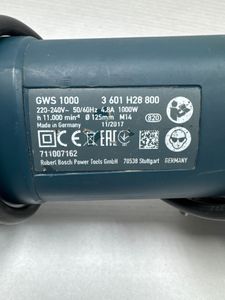 GWS 1000 3 601 H28 800
220-240V~ 50/60Hz 4.8A 1000W
n 11.000 min⁻¹ Ø 125mm M14
Made in Germany 11/2017 820
711007162
Robert Bosch Power Tools GmbH 70538 Stuttgart GERMANY